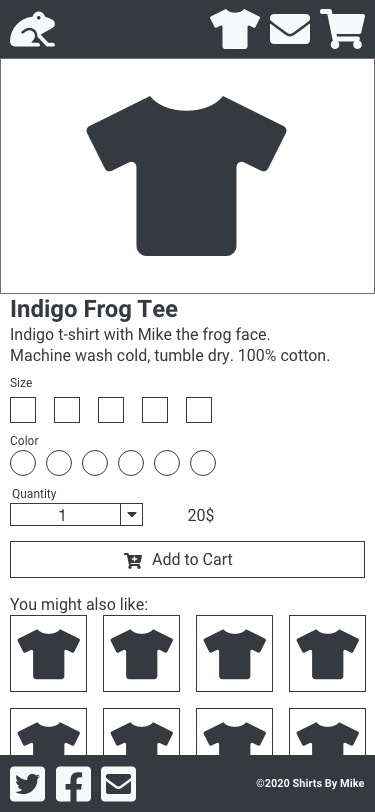 Indigo Frog Tee
Indigo t-shirt with Mike the frog face.
Machine wash cold, tumble dry. 100% cotton.
Size
Color
Quantity
1
20$
Add to Cart
You might also like:
©2020 Shirts By Mike